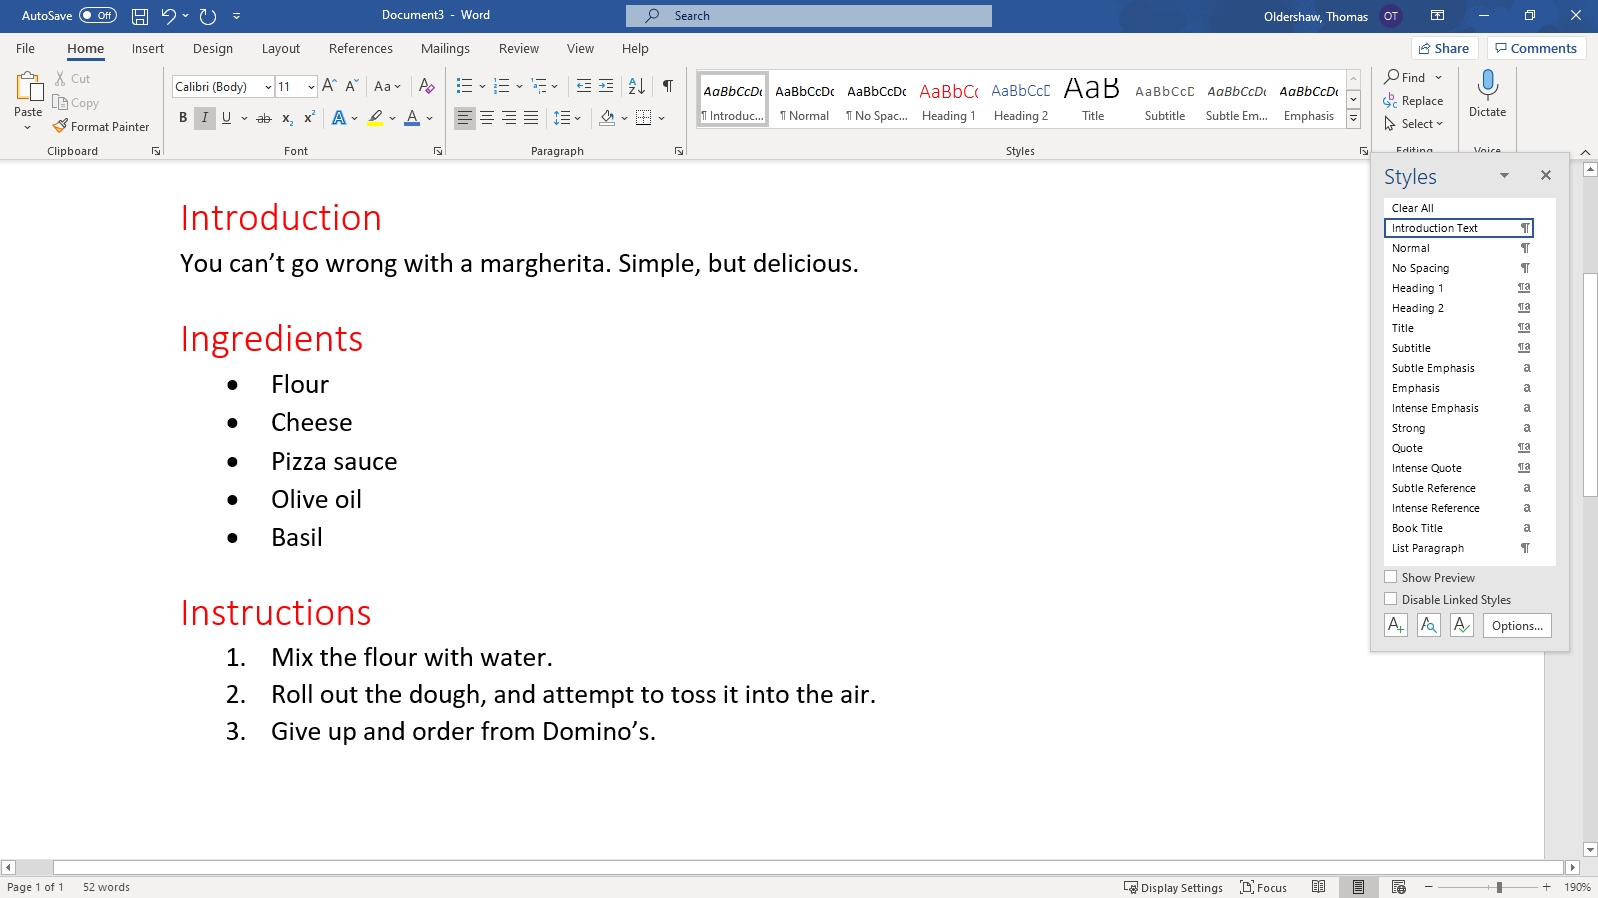 AutoSave Off Document3 - Word Search Oldershaw, Thomas OT
File Home Insert Design Layout References Mailings Review View Help Share Comments
Paste Cut Copy Format Painter Clipboard
Calibri (Body) 11 Aa Font
Paragraph
AaBbCcDc AaBbCcDc AaBbCcDc AaBbCc AaBbCcD AaB AaBbCcD AaBbCcDc AaBbCcDc
¶ Introduc... ¶ Normal ¶ No Spac... Heading 1 Heading 2 Title Subtitle Subtle Em... Emphasis
Styles
Find
Replace
Select
Editing
Dictate
Voice
Introduction
You can’t go wrong with a margherita. Simple, but delicious.
Ingredients
• Flour
• Cheese
• Pizza sauce
• Olive oil
• Basil
Instructions
1. Mix the flour with water.
2. Roll out the dough, and attempt to toss it into the air.
3. Give up and order from Domino’s.
Styles
Clear All
Introduction Text ¶
Normal ¶
No Spacing ¶
Heading 1 ¶a
Heading 2 ¶a
Title ¶a
Subtitle ¶a
Subtle Emphasis a
Emphasis a
Intense Emphasis a
Strong a
Quote ¶a
Intense Quote ¶a
Subtle Reference a
Intense Reference a
Book Title a
List Paragraph ¶
Show Preview
Disable Linked Styles
Options...
Page 1 of 1 52 words Display Settings Focus 190%